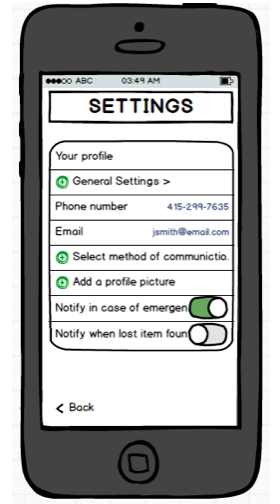 ABC 03:49 AM
SETTINGS
Your profile
General Settings >
Phone number 415-299-7635
Email jsmith@email.com
Select method of communictio.
Add a profile picture
Notify in case of emergen
Notify when lost item foun
< Back